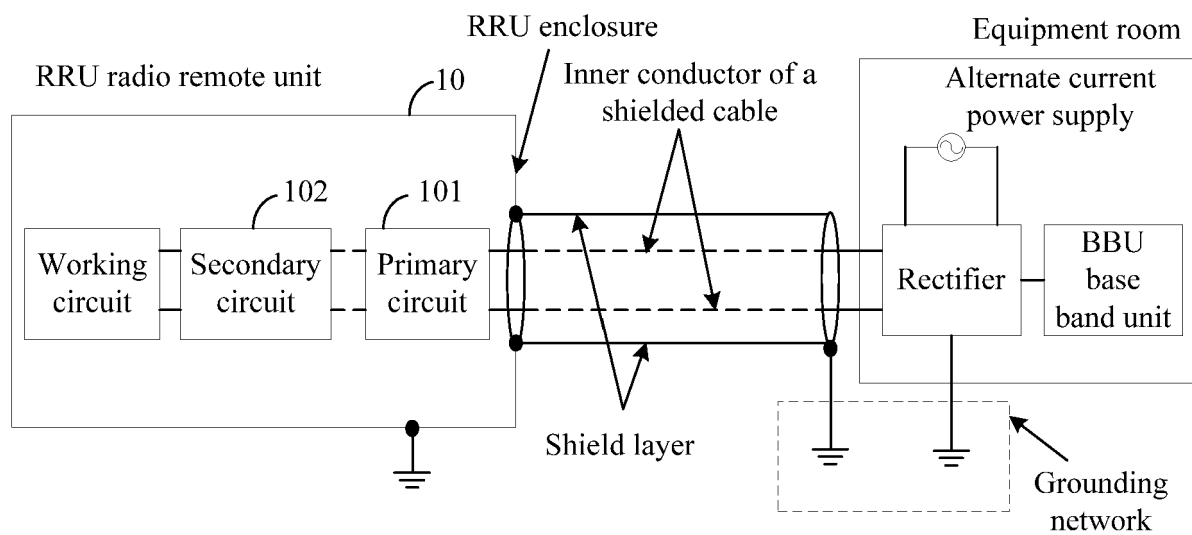 RRU enclosure
Equipment room
RRU radio remote unit
10
Inner conductor of a
shielded cable
Alternate current
power supply
102
101
Working
circuit
Secondary
circuit
Primary
circuit
Rectifier
BBU
base
band unit
Shield layer
Grounding
network